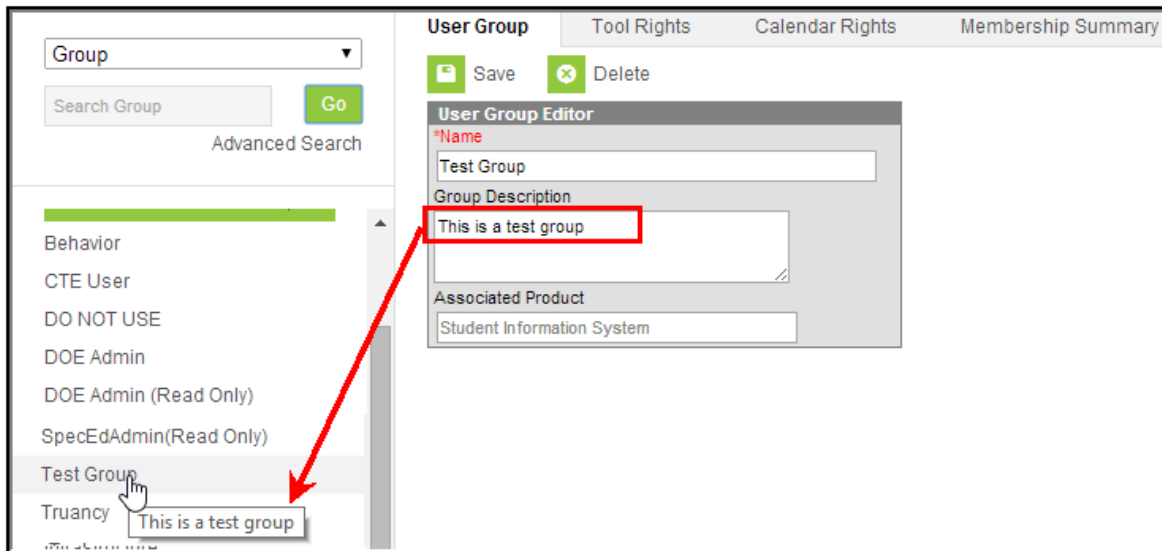 Group
Search Group
Go
Advanced Search
Behavior
CTE User
DO NOT USE
DOE Admin
DOE Admin (Read Only)
SpecEdAdmin(Read Only)
Test Group
Truancy
This is a test group
User Group
Tool Rights
Calendar Rights
Membership Summary
Save
Delete
User Group Editor
*Name
Test Group
Group Description
This is a test group
Associated Product
Student Information System